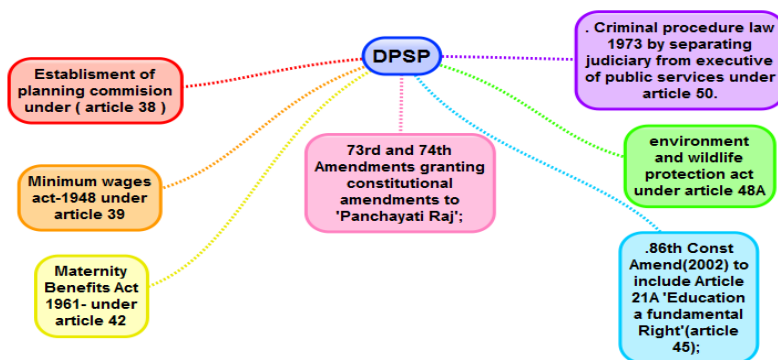 DPSP
Establisment of
planning commision
under ( article 38 )
Minimum wages
act-1948 under
article 39
Maternity
Benefits Act
1961- under
article 42
73rd and 74th
Amendments granting
constitutional
amendments to
'Panchayati Raj';
. Criminal procedure law
1973 by separating
judiciary from executive
of public services under
article 50.
environment
and wildlife
protection act
under article 48A
.86th Const
Amend(2002) to
include Article
21A 'Education
a fundamental
Right'(article
45);